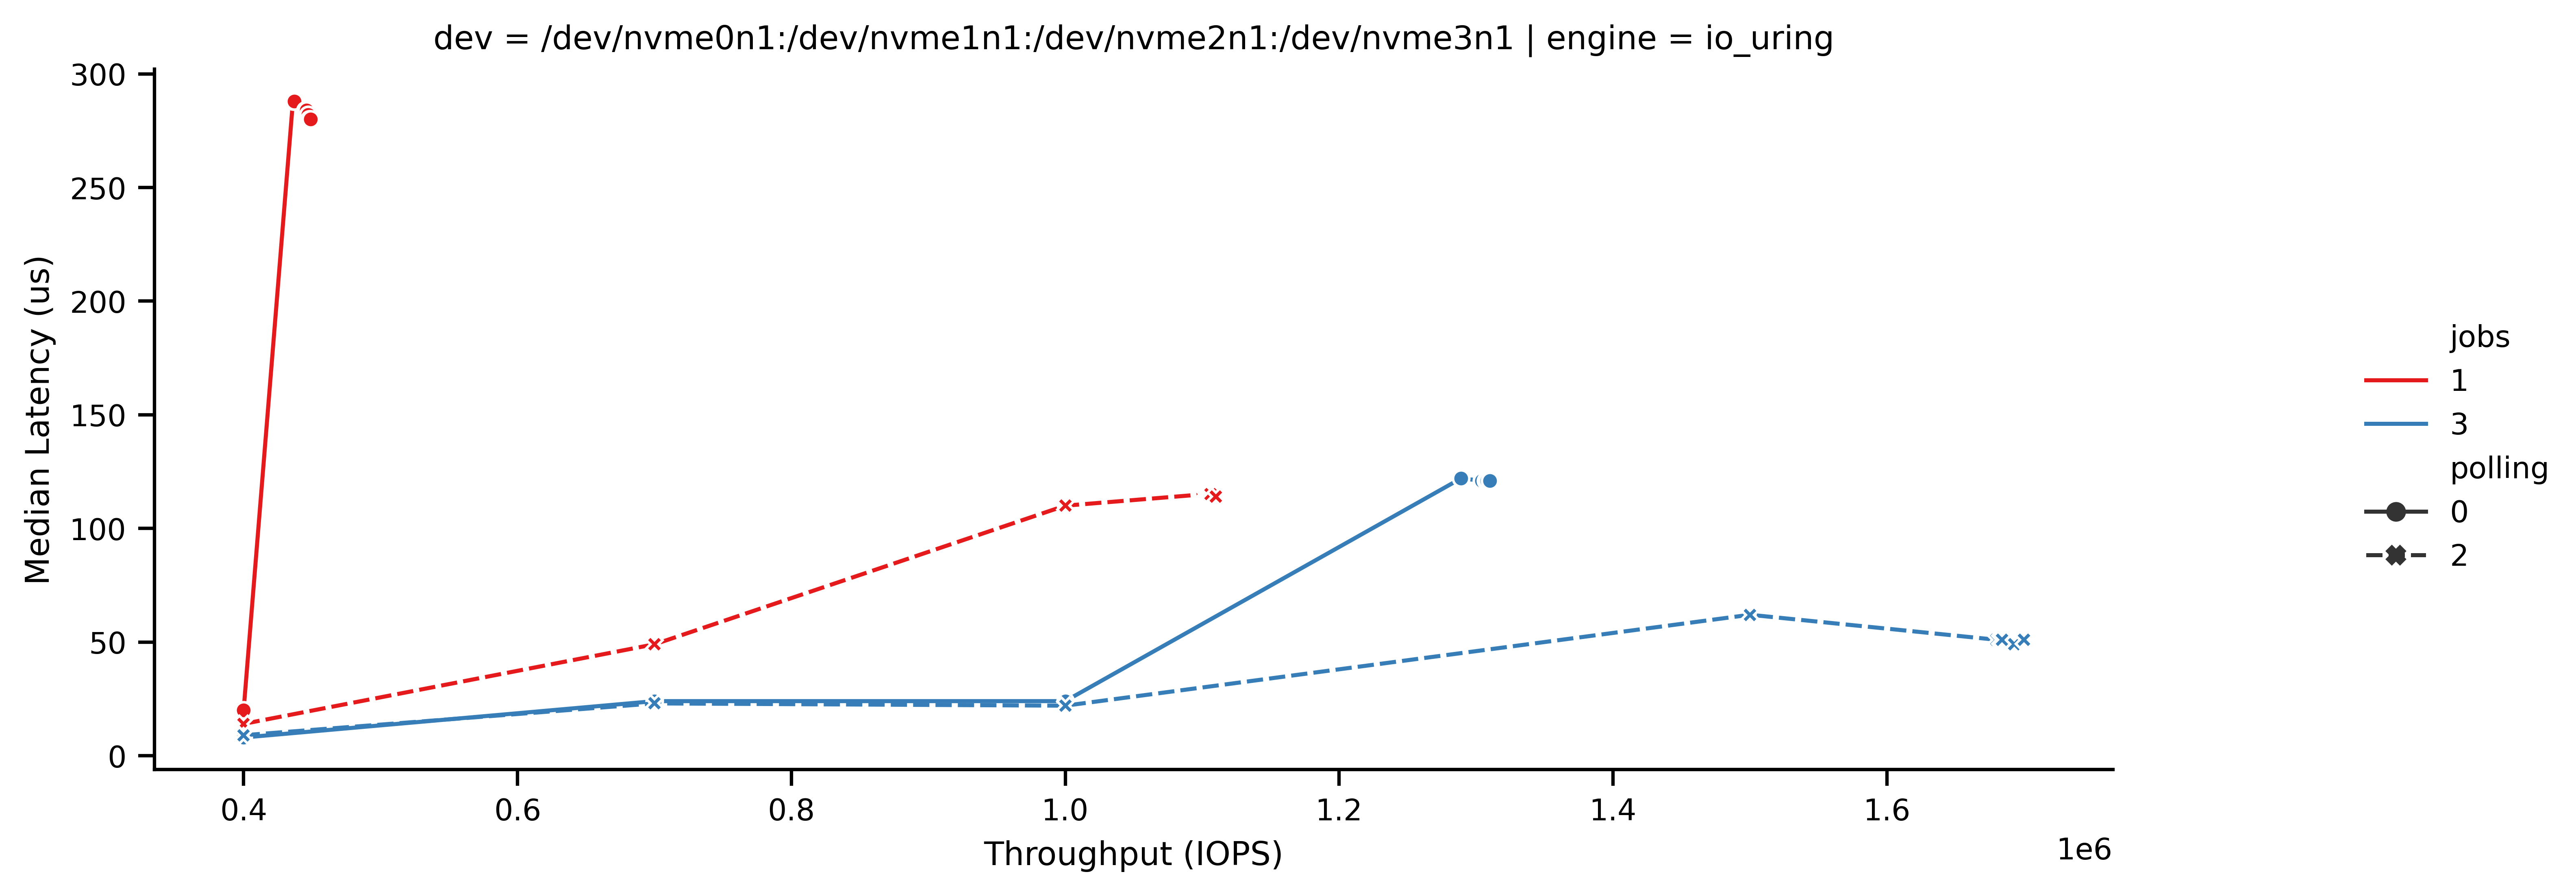 dev = /dev/nvme0n1:/dev/nvme1n1:/dev/nvme2n1:/dev/nvme3n1 | engine = io_uring
Median Latency (us)
300
250
200
150
100
50
0
0.4 0.6 0.8 1.0 1.2 1.4 1.6
1e6
Throughput (IOPS)
jobs
1
3
polling
0
2